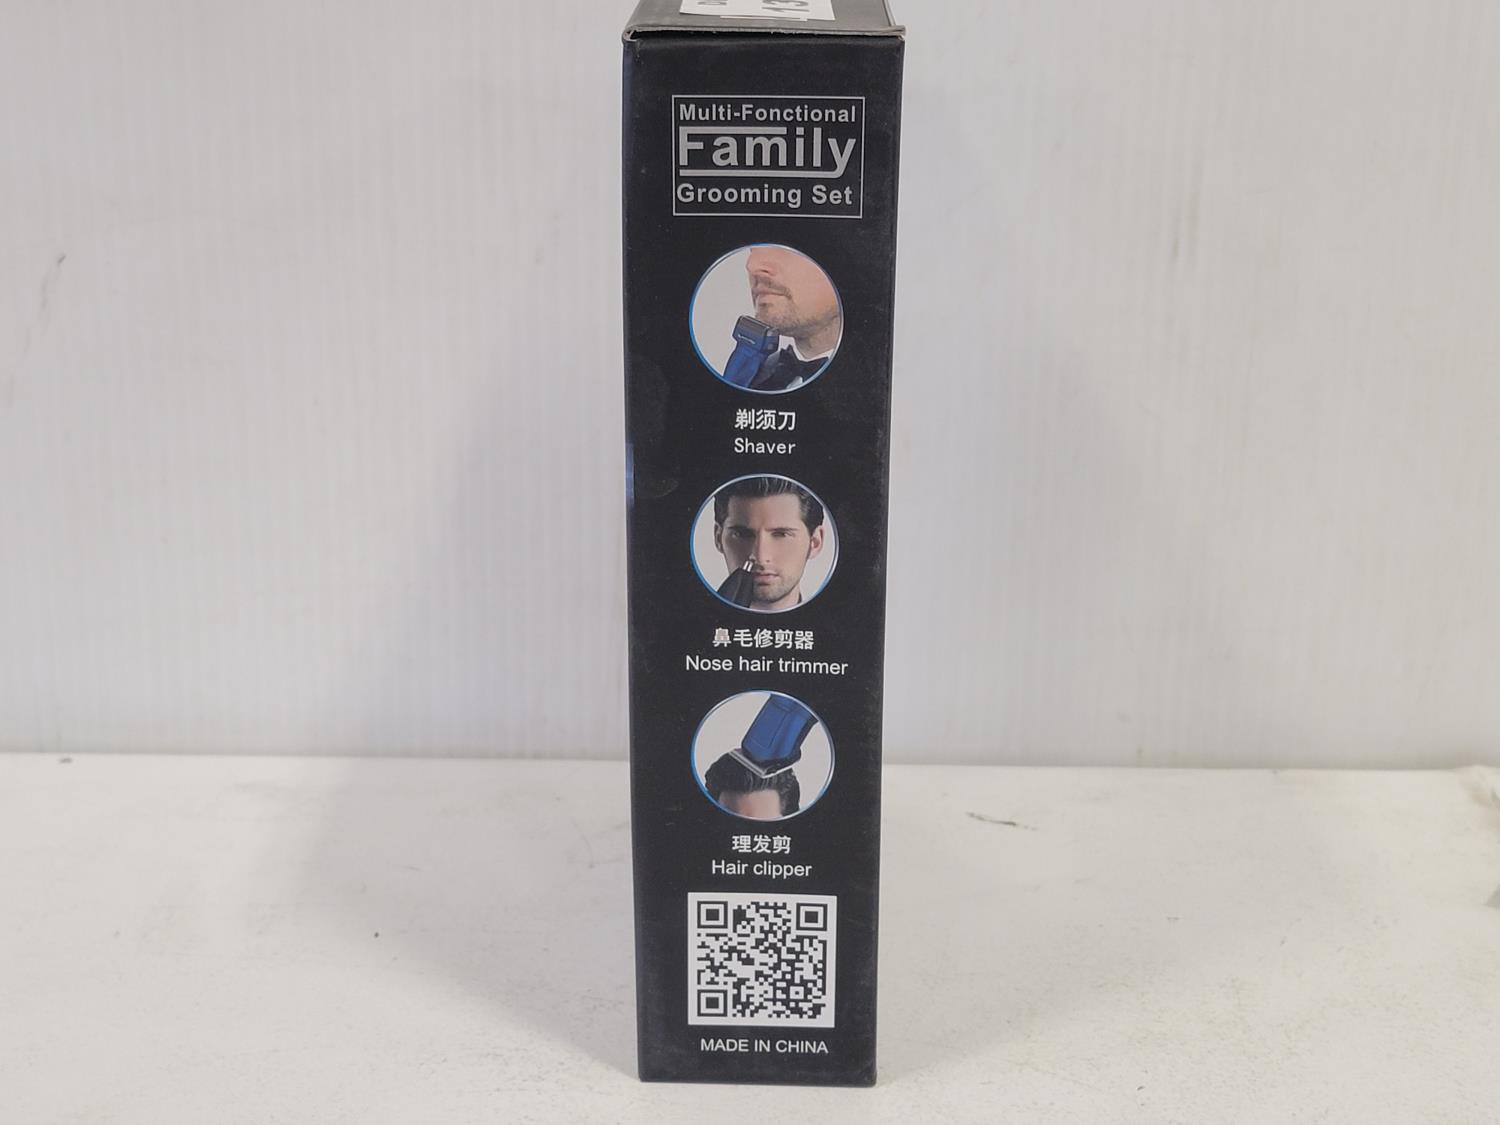 13
Multi-Fonctional
Family
Grooming Set
剃须刀
Shaver
鼻毛修剪器
Nose hair trimmer
理发剪
Hair clipper
MADE IN CHINA